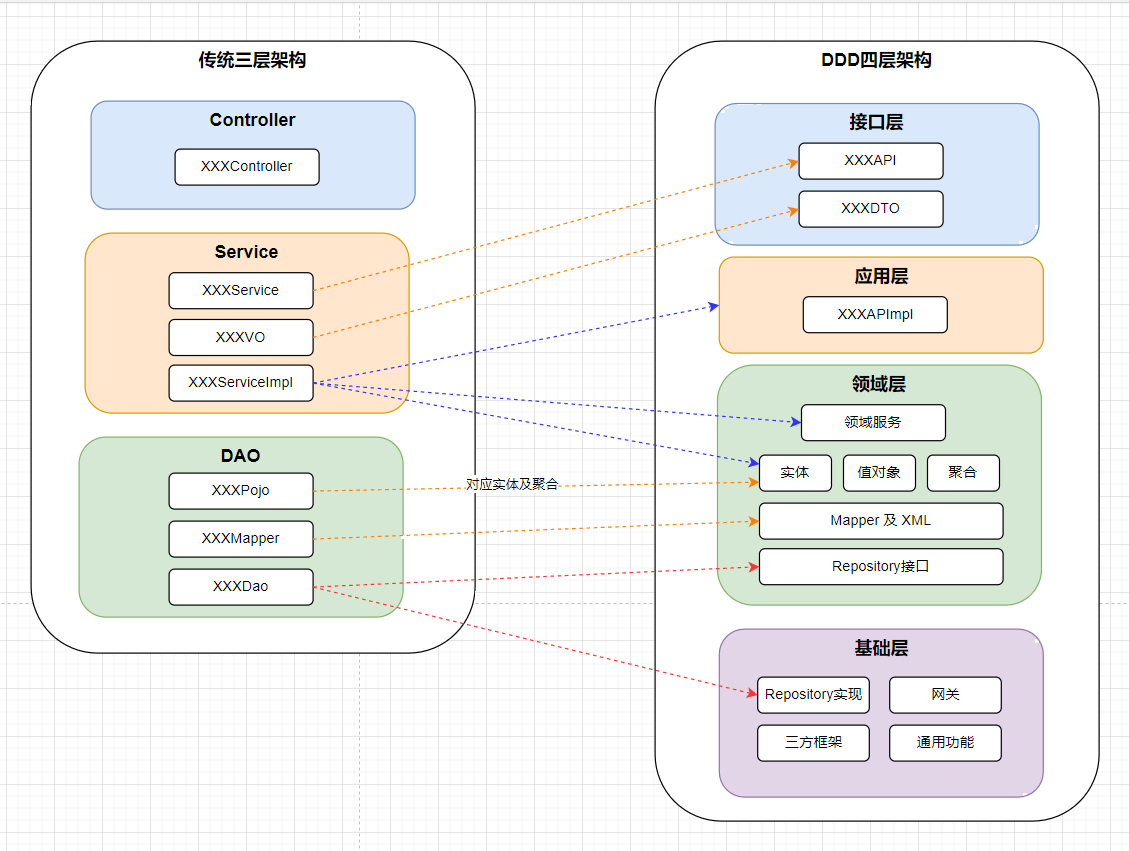 传统三层架构
Controller
XXXController
Service
XXXService
XXXVO
XXXServiceImpl
DAO
XXXPojo
XXXMapper
XXXDao
对应实体及聚合
DDD四层架构
接口层
XXXAPI
XXXDTO
应用层
XXXAPImpl
领域层
领域服务
实体
值对象
聚合
Mapper 及 XML
Repository接口
基础层
Repository实现
网关
三方框架
通用功能